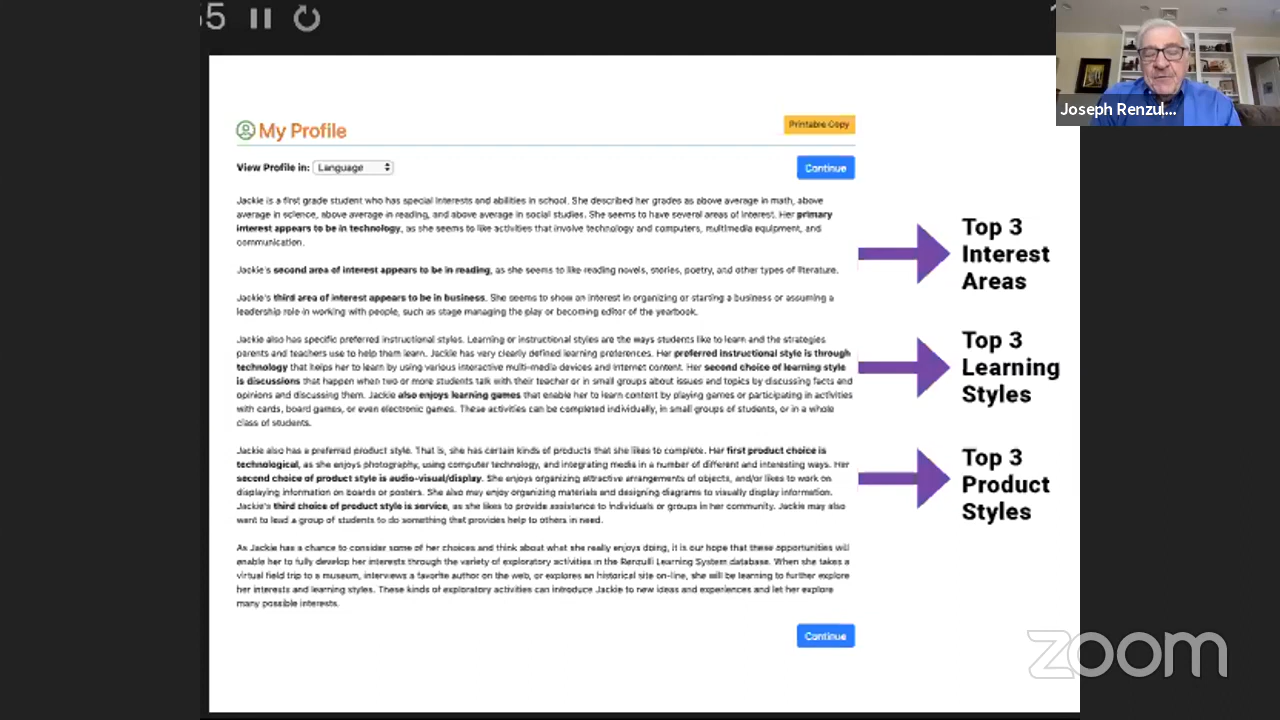 55
Joseph Renzul...
My Profile
Printable Copy
View Profile in: Language
Continue
Jackie is a first grade student who has special interests and abilities in school. She described her grades as above average in math, above
average in science, above average in reading, and above average in social studies. She seems to have several areas of interest. Her primary
interest appears to be in technology, as she seems to like activities that involve technology and computers, multimedia equipment, and
communication.
Jackie's second area of interest appears to be in reading, as she seems to like reading novels, stories, poetry, and other types of literature.
Jackie's third area of interest appears to be in business. She seems to show an interest in organizing or starting a business or assuming a
leadership role in working with people, such as stage managing the play or becoming editor of the yearbook.
Top 3
Interest
Areas
Jackie also has specific preferred instructional styles. Learning or instructional styles are the ways students like to learn and the strategies
parents and teachers use to help them learn. Jackie has very clearly defined learning preferences. Her preferred instructional style is through
technology that helps her to learn by using various interactive multi-media devices and Internet content. Her second choice of learning style
is discussions that happen when two or more students talk with their teacher or in small groups about issues and topics by discussing facts and
opinions and discussing them. Jackie also enjoys learning games that enable her to learn content by playing games or participating in activities
with cards, board games, or even electronic games. These activities can be completed individually, in small groups of students, or in a whole
class of students.
Top 3
Learning
Styles
Jackie also has a preferred product style. That is, she has certain kinds of products that she likes to complete. Her first product choice is
technological, as she enjoys photography, using computer technology, and integrating media in a number of different and interesting ways. Her
second choice of product style is audio-visual/display. She enjoys organizing attractive arrangements of objects, and/or likes to work on
displaying information on boards or posters. She also may enjoy organizing materials and designing diagrams to visually display information.
Jackie's third choice of product style is service, as she likes to provide assistance to individuals or groups in her community. Jackie may also
want to lead a group of students to do something that provides help to others in need.
Top 3
Product
Styles
As Jackie has a chance to consider some of her choices and think about what she really enjoys doing, it is our hope that these opportunities will
enable her to fully develop her interests through the variety of exploratory activities in the Renzulli Learning System database. When she takes a
virtual field trip to a museum, interviews a favorite author on the web, or explores an historical site on-line, she will be learning to further explore
her interests and learning styles. These kinds of exploratory activities can introduce Jackie to new ideas and experiences and let her explore
many possible interests.
Continue
zoom